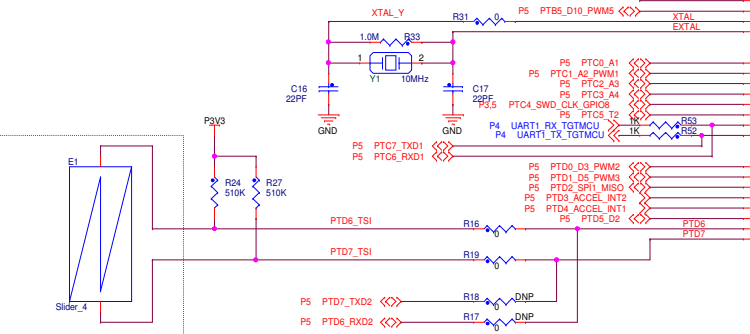 XTAL_Y
R31
0
P5 PTB5_D10_PWM5
XTAL
EXTAL
1.0M
R33
1
2
Y1
10MHz
C16
22PF
C17
22PF
GND
GND
P5 PTC0_A1
P5 PTC1_A2_PWM1
P5 PTC2_A3
P5 PTC3_A4
P3,5 PTC4_SWD_CLK_GPIO8
P5 PTC5_T2
P4 UART1_RX_TGTMCU
1K
R53
P4 UART1_TX_TGTMCU
1K
R52
P3V3
P5 PTC7_TXD1
P5 PTC6_RXD1
E1
R24
510K
R27
510K
P5 PTD0_D3_PWM2
P5 PTD1_D5_PWM3
P5 PTD2_SPI1_MISO
P5 PTD3_ACCEL_INT2
P5 PTD4_ACCEL_INT1
P5 PTD5_D2
PTD6_TSI
R16
0
PTD6
PTD7
PTD7_TSI
R19
0
Slider_4
P5 PTD7_TXD2
R18
0
DNP
P5 PTD6_RXD2
R17
0
DNP